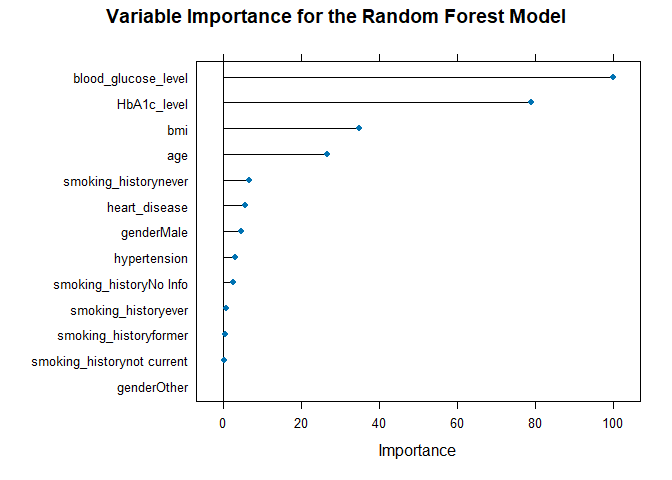 Variable Importance for the Random Forest Model
blood_glucose_level
HbA1c_level
bmi
age
smoking_historynever
heart_disease
genderMale
hypertension
smoking_historyNo Info
smoking_historyever
smoking_historyformer
smoking_historynot current
genderOther
0 20 40 60 80 100
Importance